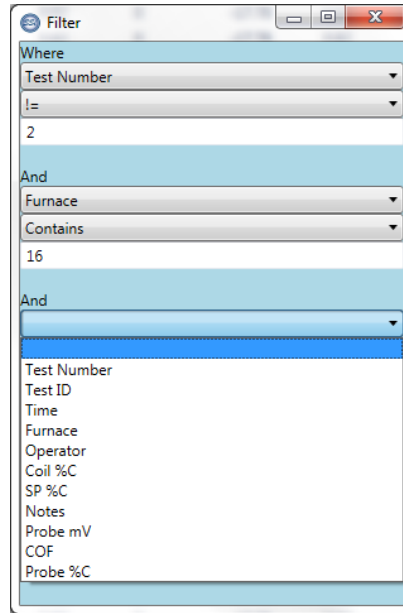 Filter
Where
Test Number
!=
2
And
Furnace
Contains
16
And
Test Number
Test ID
Time
Furnace
Operator
Coil %C
SP %C
Notes
Probe mV
COF
Probe %C